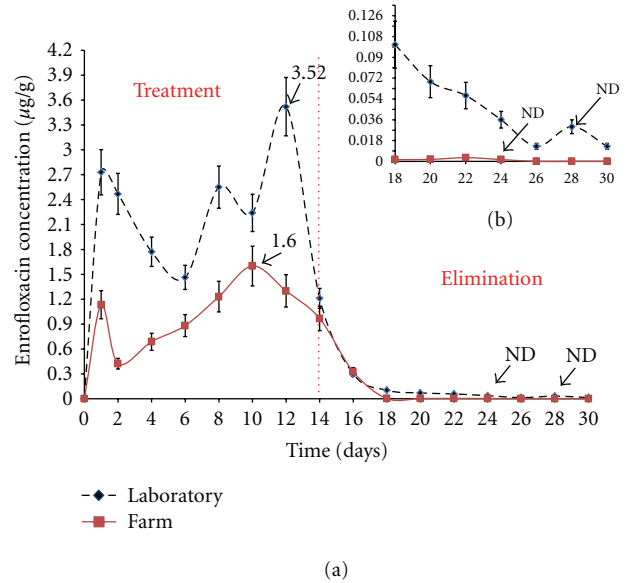 Enrofloxacin concentration (µg/g)
4.2
3.9
3.6
3.3
3
2.7
2.4
2.1
1.8
1.5
1.2
0.9
0.6
0.3
0
Treatment
3.52
1.6
Elimination
ND
ND
0 2 4 6 8 10 12 14 16 18 20 22 24 26 28 30
Time (days)
0.126
0.108
0.09
0.072
0.054
0.036
0.018
0
ND
ND
18 20 22 24 26 28 30
(b)
Laboratory
Farm
(a)